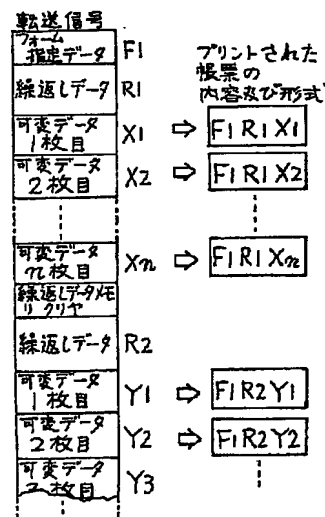 転送信号
フォーム
指定データ
F1
繰返しデータ
R1
プリントされた
帳票の
内容及び形式
可変データ
1枚目
X1
⇨
F1 R1 X1
可変データ
2枚目
X2
⇨
F1 R1 X2
可変データ
n枚目
Xn
⇨
F1 R1 Xn
繰返しデータメモ
リ クリヤ
繰返しデータ
R2
可変データ
1枚目
Y1
⇨
F1 R2 Y1
可変データ
2枚目
Y2
⇨
F1 R2 Y2
可変データ
枚目
Y3